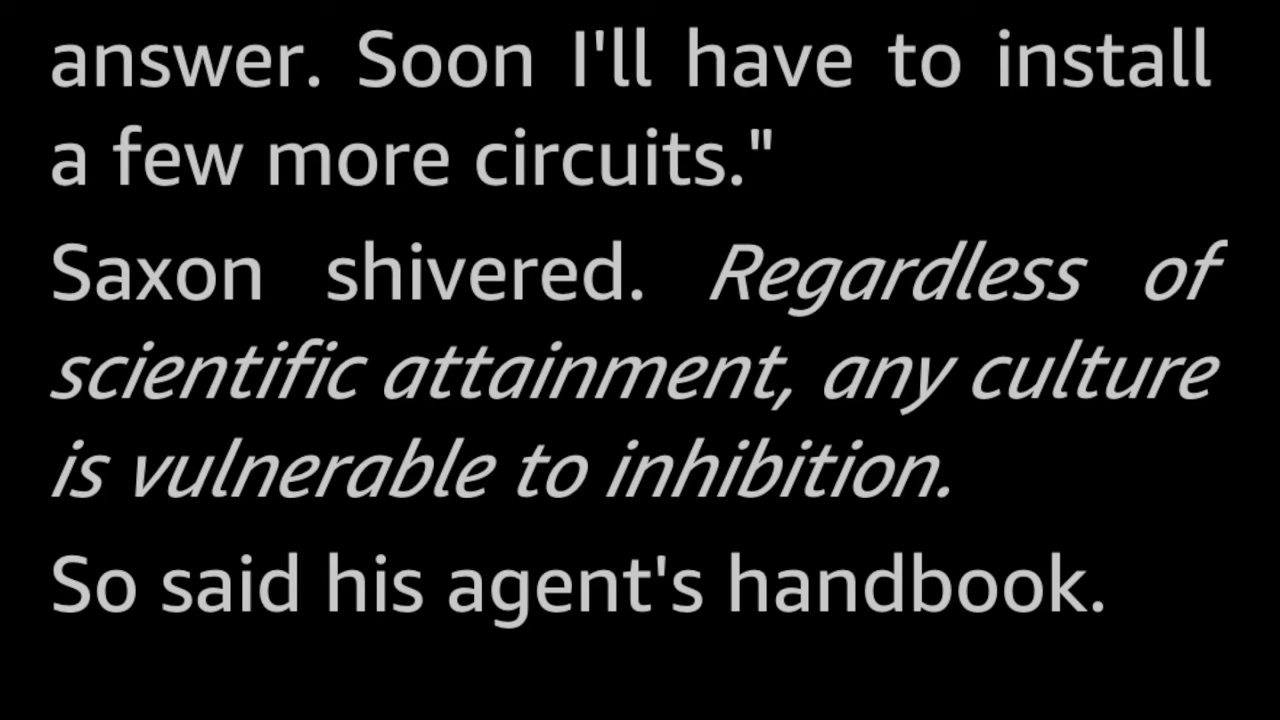 answer. Soon I'll have to install
a few more circuits."
Saxon shivered. Regardless of
scientific attainment, any culture
is vulnerable to inhibition.
So said his agent's handbook.